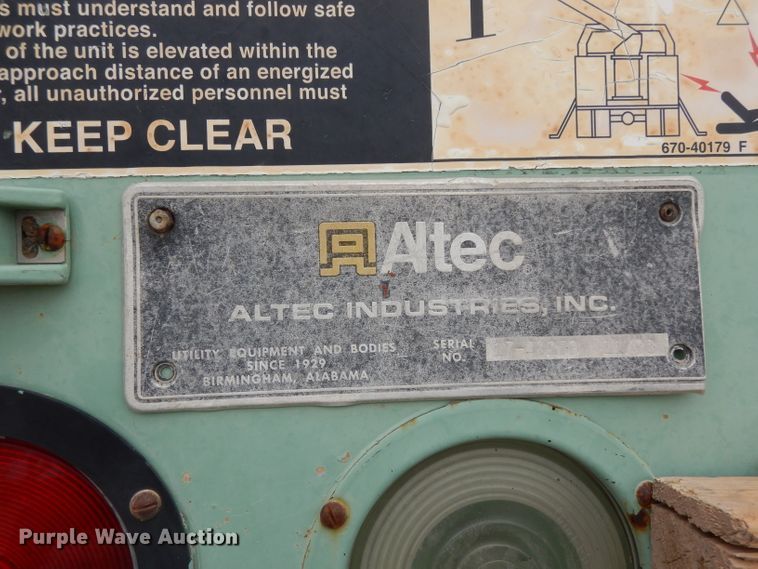 s must understand and follow safe
work practices.
of the unit is elevated within the
approach distance of an energized
, all unauthorized personnel must
KEEP CLEAR
670-40179 F
Altec
ALTEC INDUSTRIES, INC.
UTILITY EQUIPMENT AND BODIES
SINCE 1929
BIRMINGHAM, ALABAMA
SERIAL
NO.
Purple Wave Auction